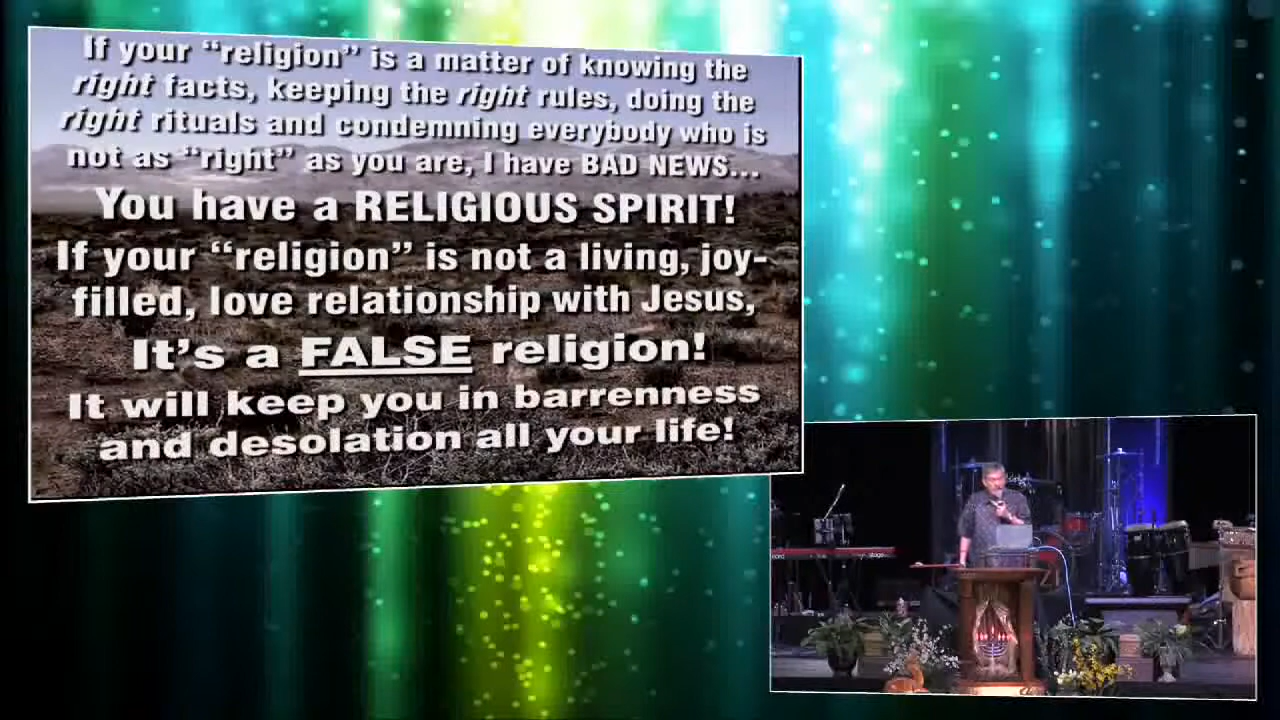 If your “religion” is a matter of knowing the
right facts, keeping the right rules, doing the
right rituals and condemning everybody who is
not as “right” as you are, I have BAD NEWS...
You have a RELIGIOUS SPIRIT!
If your “religion” is not a living, joy-
filled, love relationship with Jesus,
It’s a FALSE religion!
It will keep you in barrenness
and desolation all your life!
stage